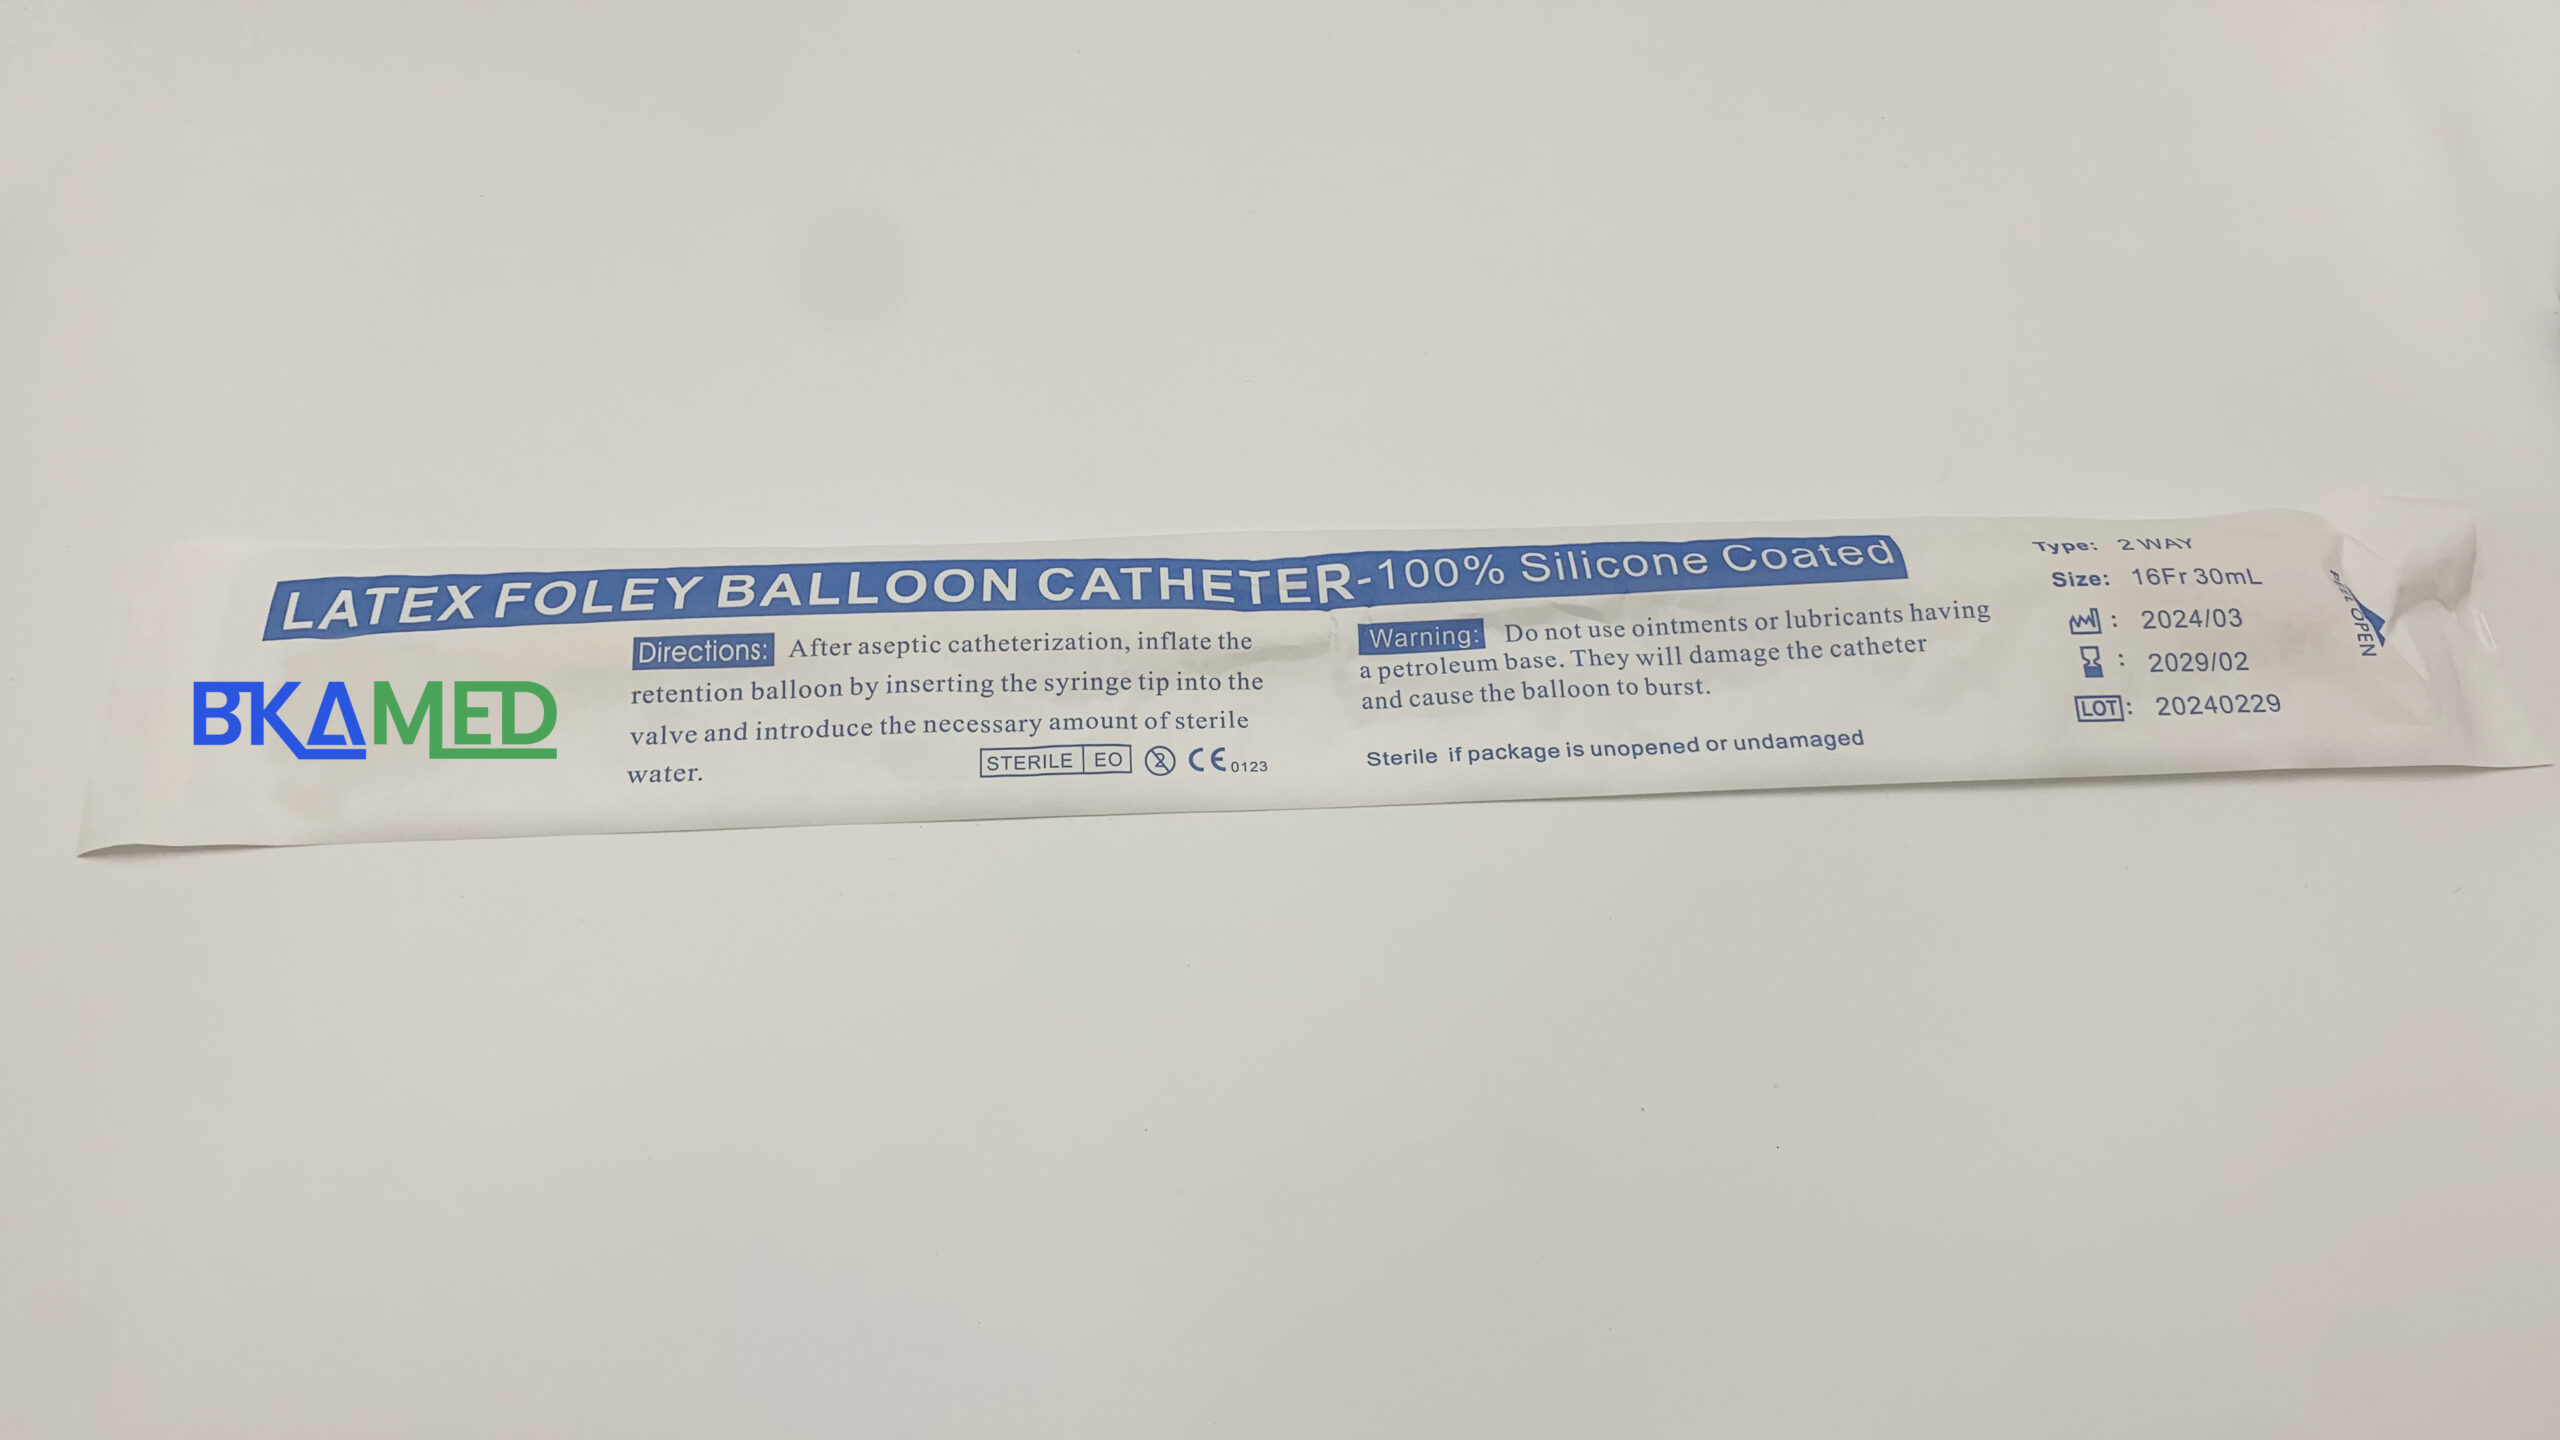 LATEX FOLEY BALLOON CATHETER-100% Silicone Coated
BKAMED
Directions: After aseptic catheterization, inflate the
retention balloon by inserting the syringe tip into the
valve and introduce the necessary amount of sterile
water.
STERILE EO 2 CE 0123
Warning: Do not use ointments or lubricants having
a petroleum base. They will damage the catheter
and cause the balloon to burst.
Sterile if package is unopened or undamaged
Type: 2 WAY
Size: 16Fr 30mL
: 2024/03
: 2029/02
LOT: 20240229
PEEL OPEN